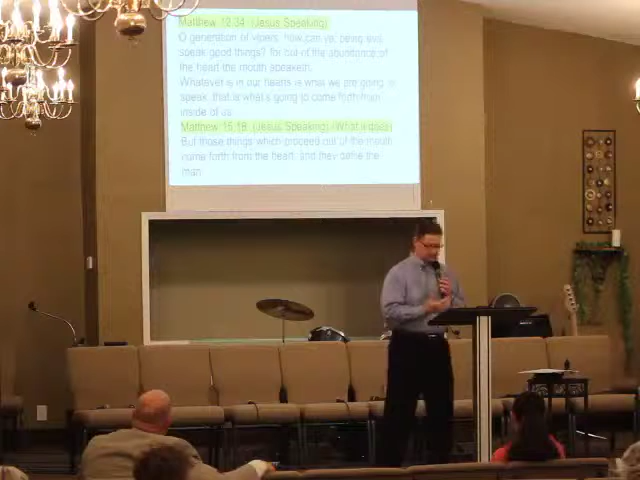 Matthew 12:34 (Jesus Speaking)
O generation of vipers, how can ye, being evil,
speak good things? for out of the abundance of
the heart the mouth speaketh.
Whatever is in our hearts is what we are going to
speak, that is what's going to come forth from
inside of us.
Matthew 15:18 (Jesus Speaking) (What it does)
But those things which proceed out of the mouth
come forth from the heart; and they defile the
man.